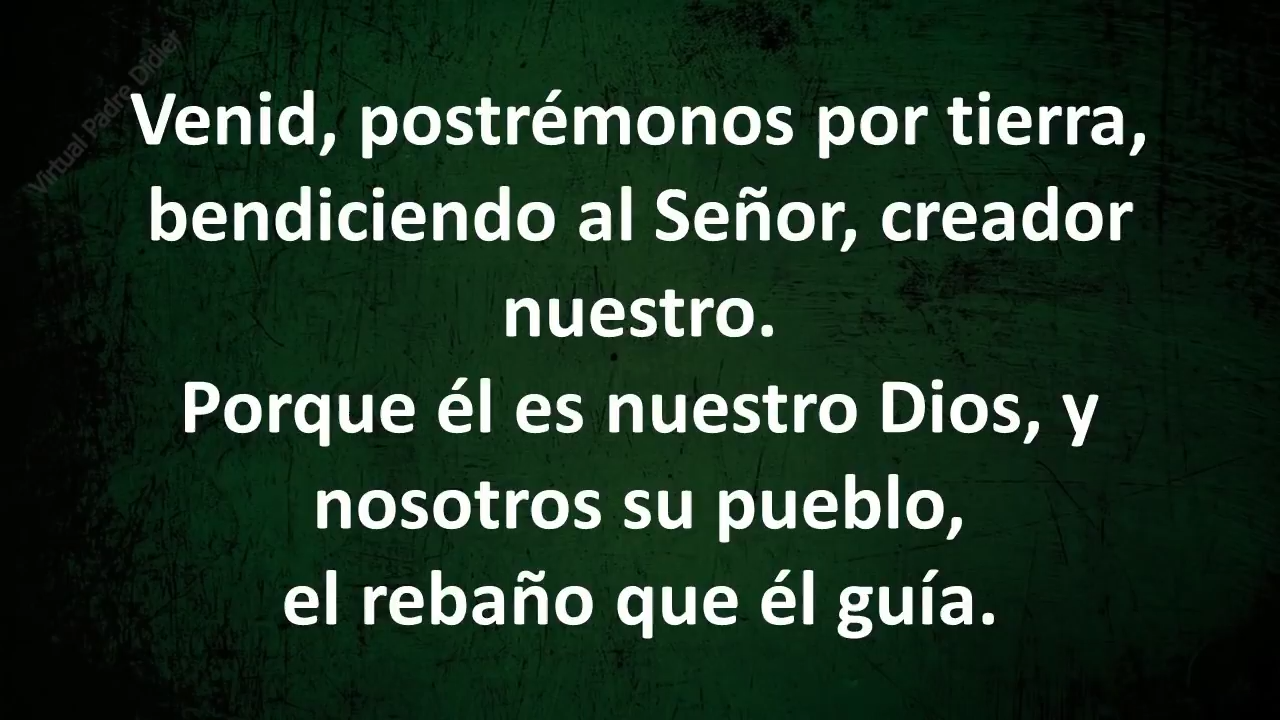 Virtual Padre Didier
Venid, postrémonos por tierra,
bendiciendo al Señor, creador
nuestro.
Porque él es nuestro Dios, y
nosotros su pueblo,
el rebaño que él guía.